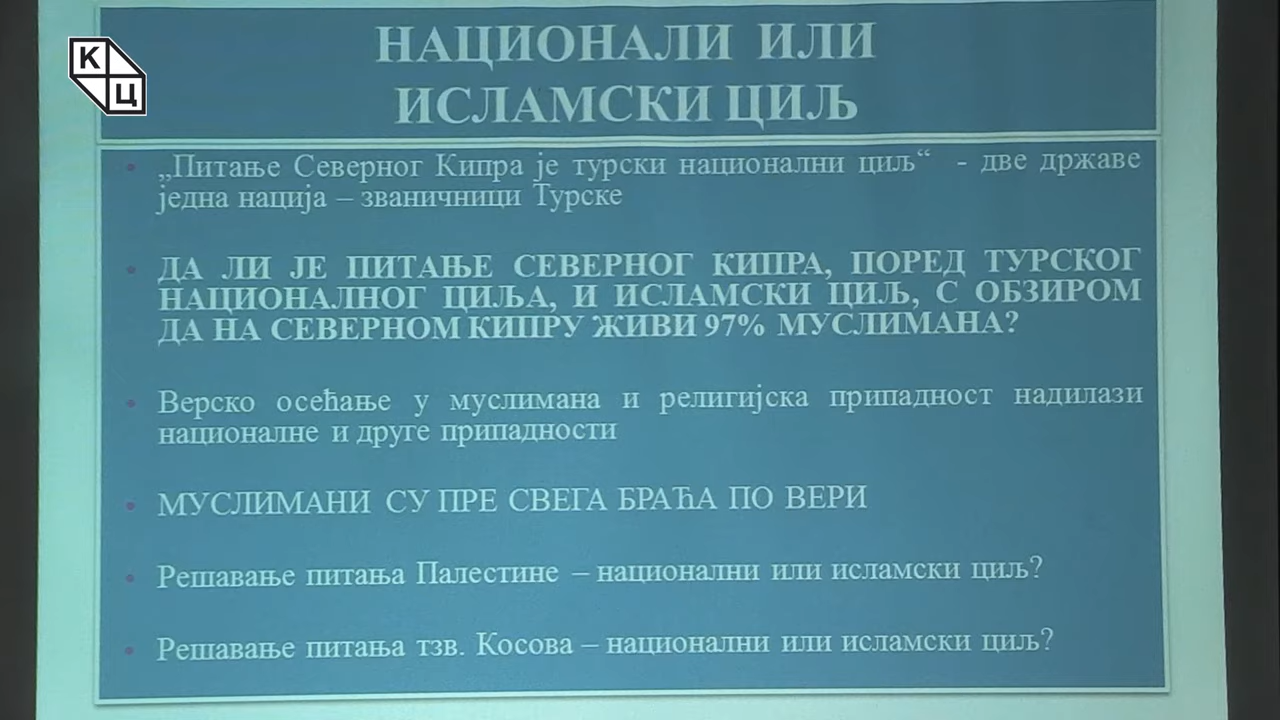 К
Ц
НАЦИОНАЛИ ИЛИ
ИСЛАМСКИ ЦИЉ
„Питање Северног Кипра је турски национални циљ“ - две државе
једна нација – званичници Турске
ДА ЛИ ЈЕ ПИТАЊЕ СЕВЕРНОГ КИПРА, ПОРЕД ТУРСКОГ
НАЦИОНАЛНОГ ЦИЉА, И ИСЛАМСКИ ЦИЉ, С ОБЗИРОМ
ДА НА СЕВЕРНОМ КИПРУ ЖИВИ 97% МУСЛИМАНА?
Верско осећање у муслимана и религијска припадност надилази
националне и друге припадности
МУСЛИМАНИ СУ ПРЕ СВЕГА БРАЋА ПО ВЕРИ
Решавање питања Палестине – национални или исламски циљ?
Решавање питања тзв. Косова – национални или исламски циљ?